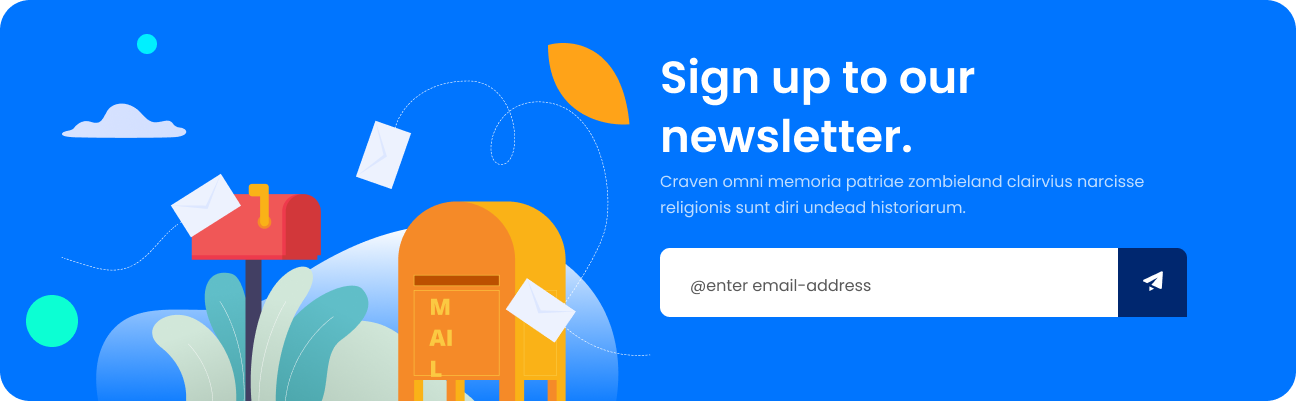 Sign up to our
newsletter.
Craven omni memoria patriae zombieland clairvius narcisse
religionis sunt diri undead historiarum.
@enter email-address
M
AI
L